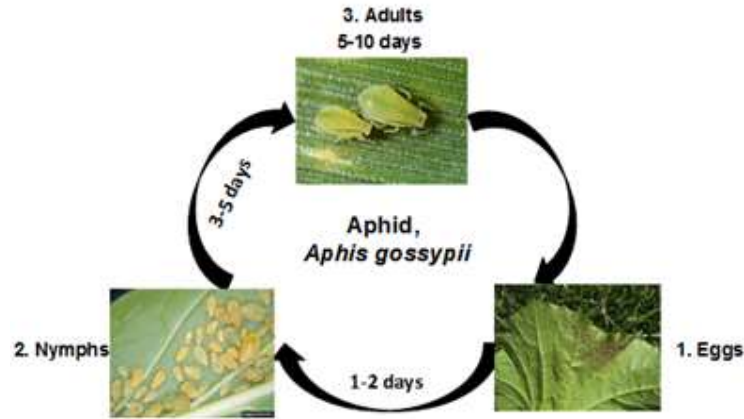 3. Adults
5-10 days
3-5 days
Aphid,
Aphis gossypii
2. Nymphs
1. Eggs
1-2 days